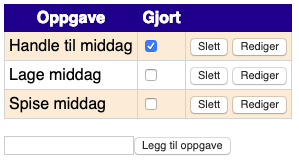 Oppgave Gjort
Handle til middag Slett Rediger
Lage middag Slett Rediger
Spise middag Slett Rediger
Legg til oppgave